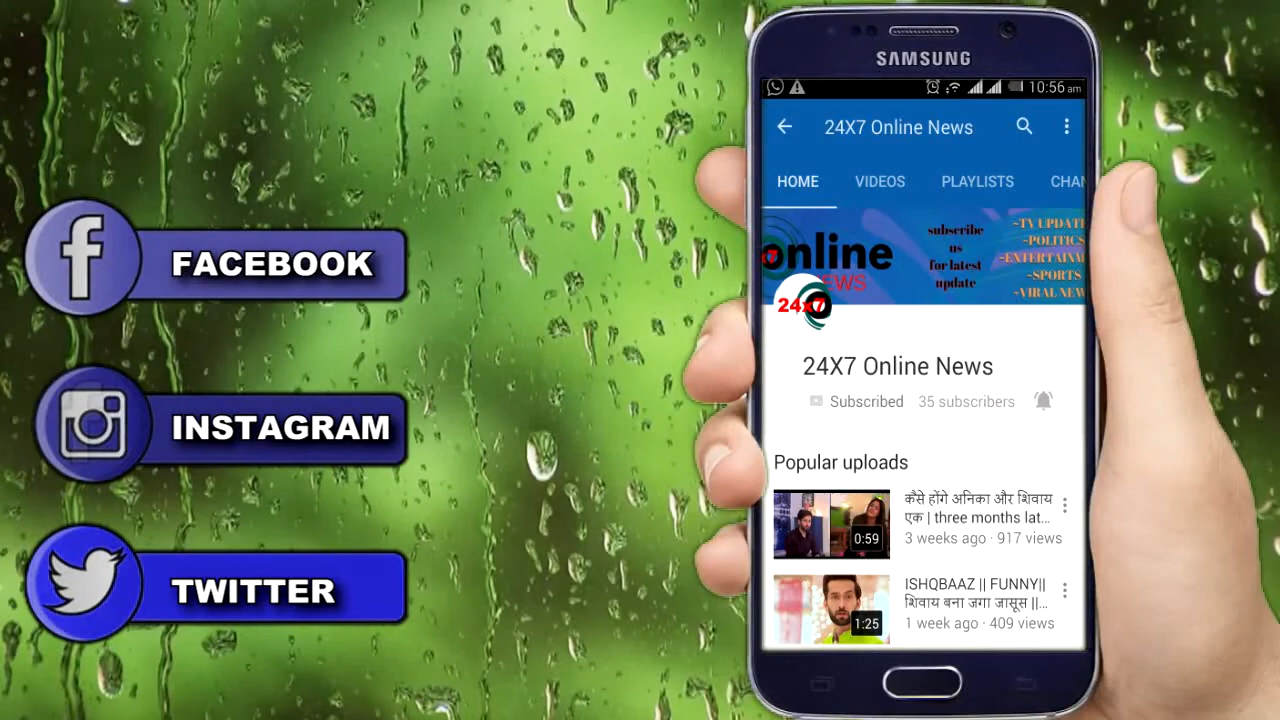 FACEBOOK
INSTAGRAM
TWITTER
SAMSUNG
10:56 am
24X7 Online News
HOME VIDEOS PLAYLISTS CHAN
online
NEWS
subscribe
us
for latest
update
~TV UPDATE
~POLITICS
~ENTERTAINM
~SPORTS
~VIRAL NEW
24x7
24X7 Online News
Subscribed 35 subscribers
Popular uploads
कैसे होंगे अनिका और शिवाय
एक | three months lat...
3 weeks ago · 917 views
0:59
ISHQBAAZ || FUNNY||
शिवाय बना जगा जासूस ||...
1 week ago · 409 views
1:25